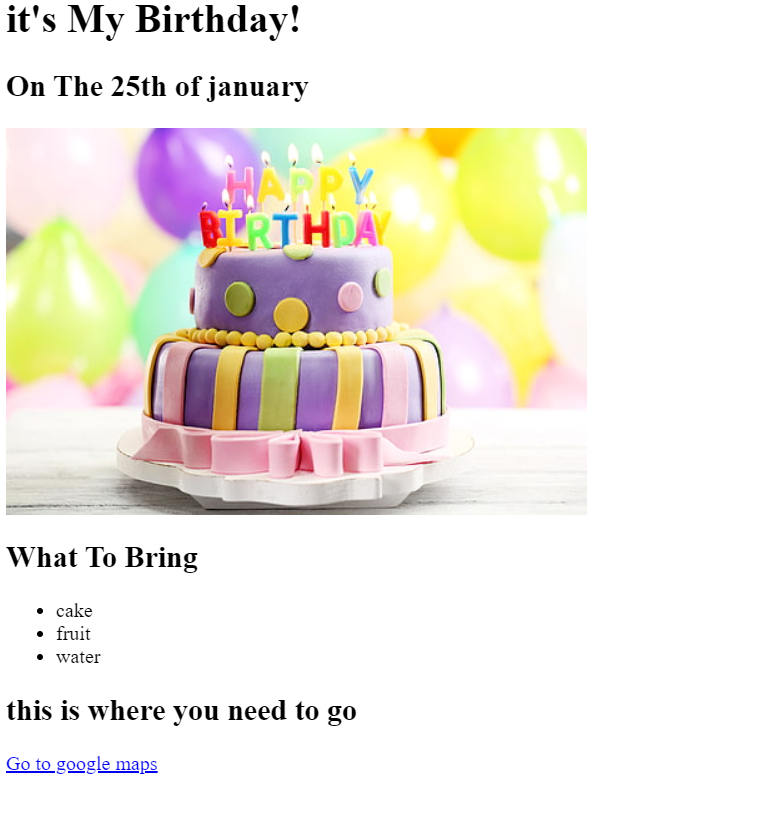 it's My Birthday!
On The 25th of january
HAPPY
BIRTHDAY
What To Bring
cake
fruit
water
this is where you need to go
Go to google maps